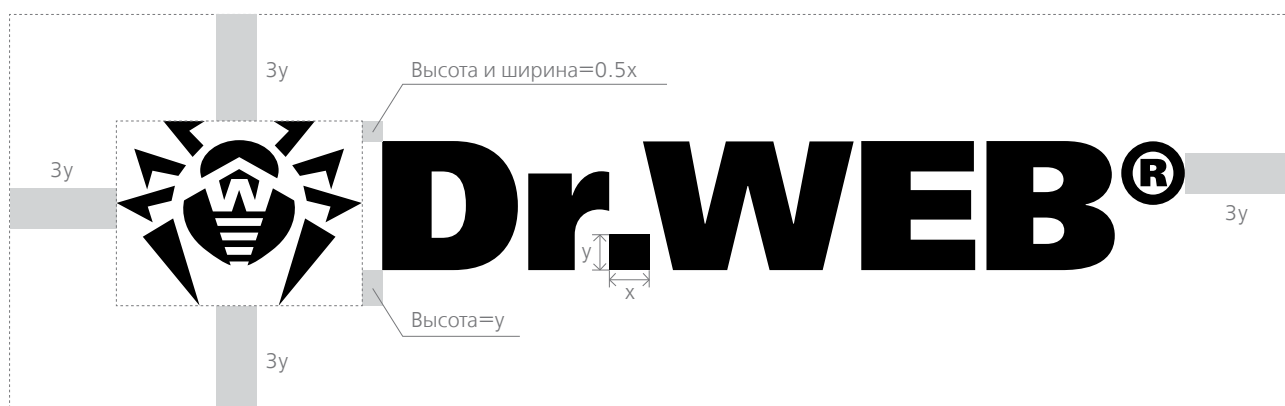 3y
Высота и ширина=0.5x
3y
W
Dr.WEB®
3y
y
x
Высота=y
3y